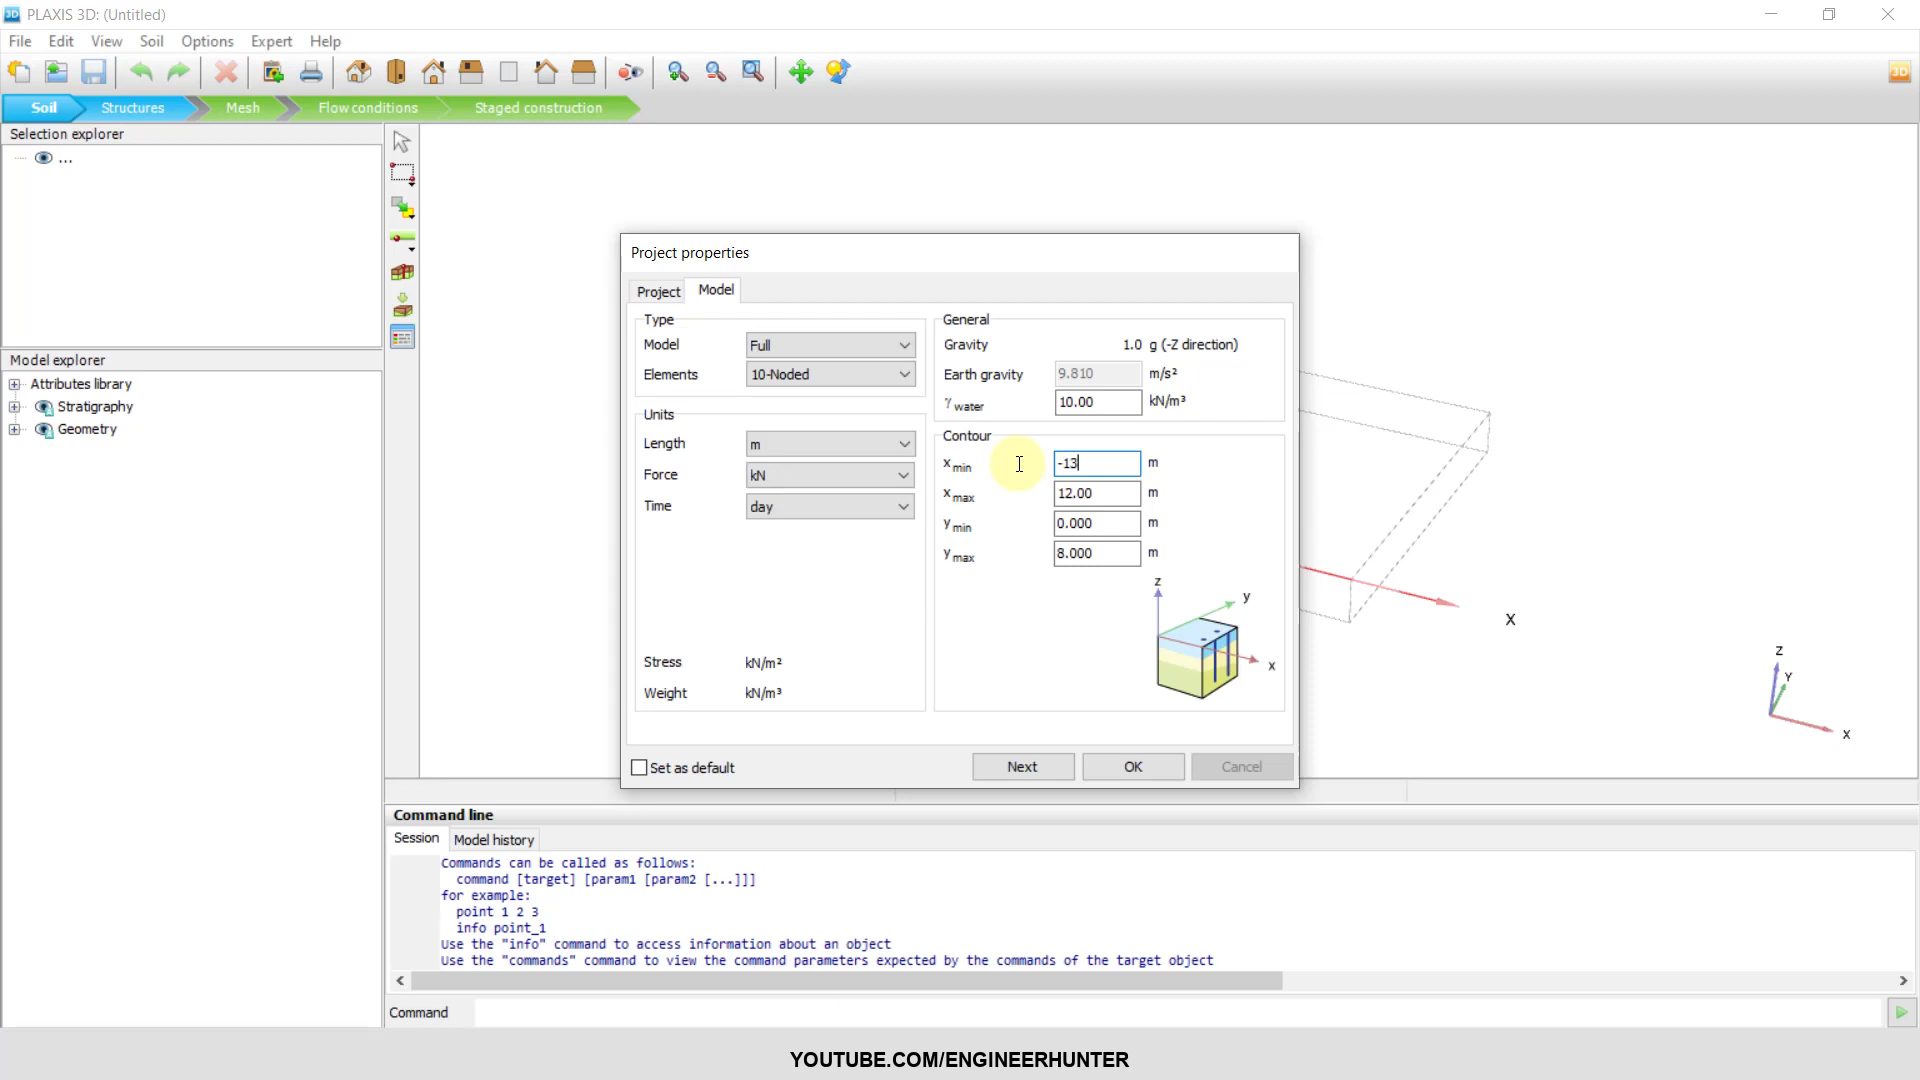 3D PLAXIS 3D: (Untitled)
File Edit View Soil Options Expert Help
3D
Soil Structures Mesh Flow conditions Staged construction
Selection explorer
...
Model explorer
Attributes library
Stratigraphy
Geometry
Project properties
Project Model
Type
Model Full
Elements 10-Noded
Units
Length m
Force kN
Time day
Stress kN/m²
Weight kN/m³
General
Gravity 1.0 g (-Z direction)
Earth gravity 9.810 m/s²
γ water 10.00 kN/m³
Contour
x min -13 m
x max 12.00 m
y min 0.000 m
y max 8.000 m
z
y
x
Set as default
Next OK Cancel
X
Z
Y
X
Command line
Session Model history
Commands can be called as follows:
command [target] [param1 [param2 [...]]]
for example:
point 1 2 3
info point_1
Use the "info" command to access information about an object
Use the "commands" command to view the command parameters expected by the commands of the target object
Command
YOUTUBE.COM/ENGINEERHUNTER